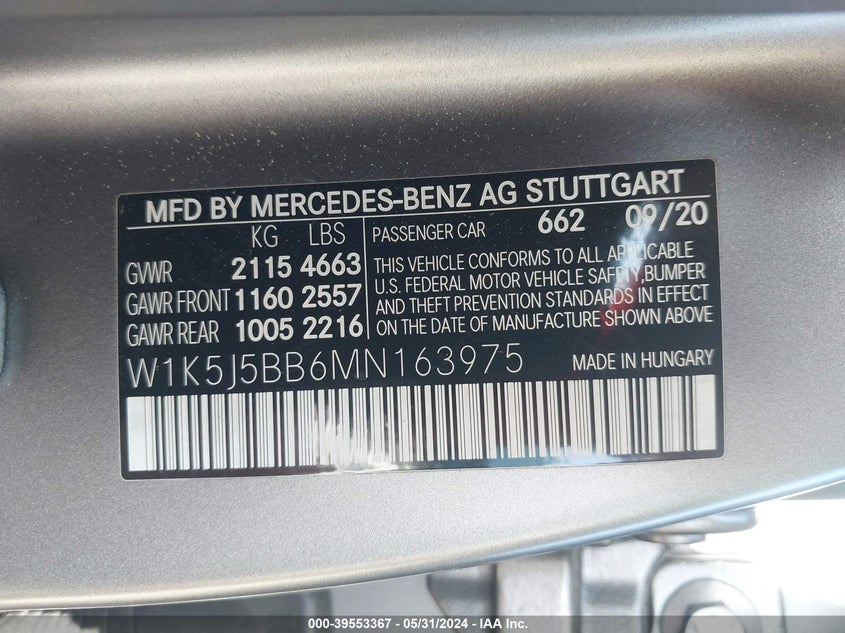 MFD BY MERCEDES-BENZ AG STUTTGART
KG LBS
GVWR 2115 4663
GAWR FRONT 1160 2557
GAWR REAR 1005 2216
PASSENGER CAR 662 09/20
THIS VEHICLE CONFORMS TO ALL APPLICABLE
U.S. FEDERAL MOTOR VEHICLE SAFETY,BUMPER
AND THEFT PREVENTION STANDARDS IN EFFECT
ON THE DATE OF MANUFACTURE SHOWN ABOVE
W1K5J5BB6MN163975 MADE IN HUNGARY
000-39553367 - 05/31/2024 - © IAA Inc.